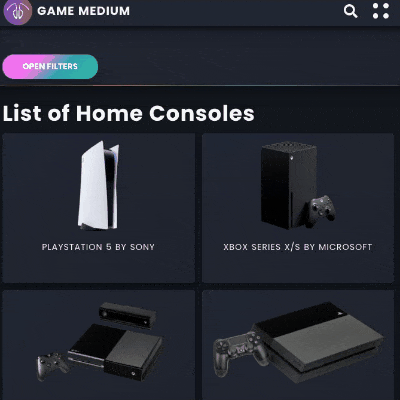 GAME MEDIUM
OPEN FILTERS
List of Home Consoles
PLAYSTATION 5 BY SONY
XBOX SERIES X/S BY MICROSOFT